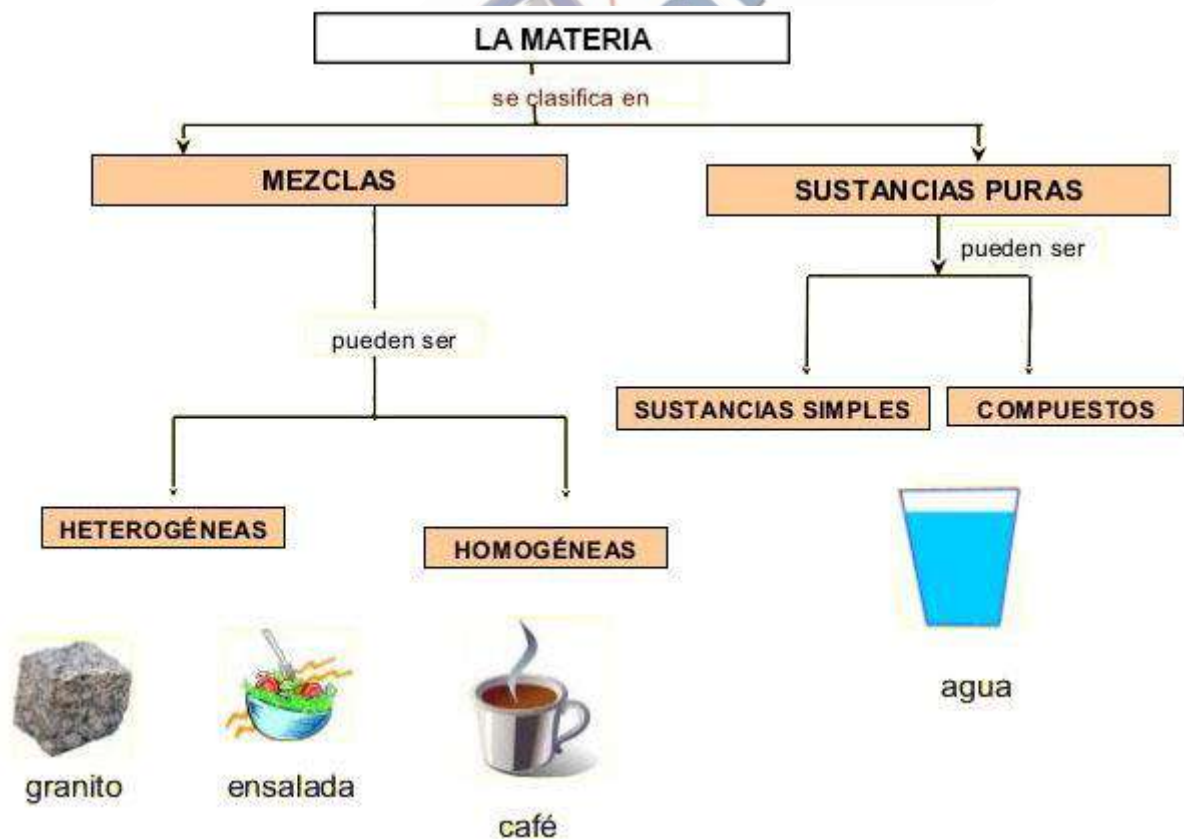 LA MATERIA
se clasifica en
MEZCLAS
SUSTANCIAS PURAS
pueden ser
pueden ser
SUSTANCIAS SIMPLES
COMPUESTOS
HETEROGÉNEAS
HOMOGÉNEAS
agua
granito
ensalada
café